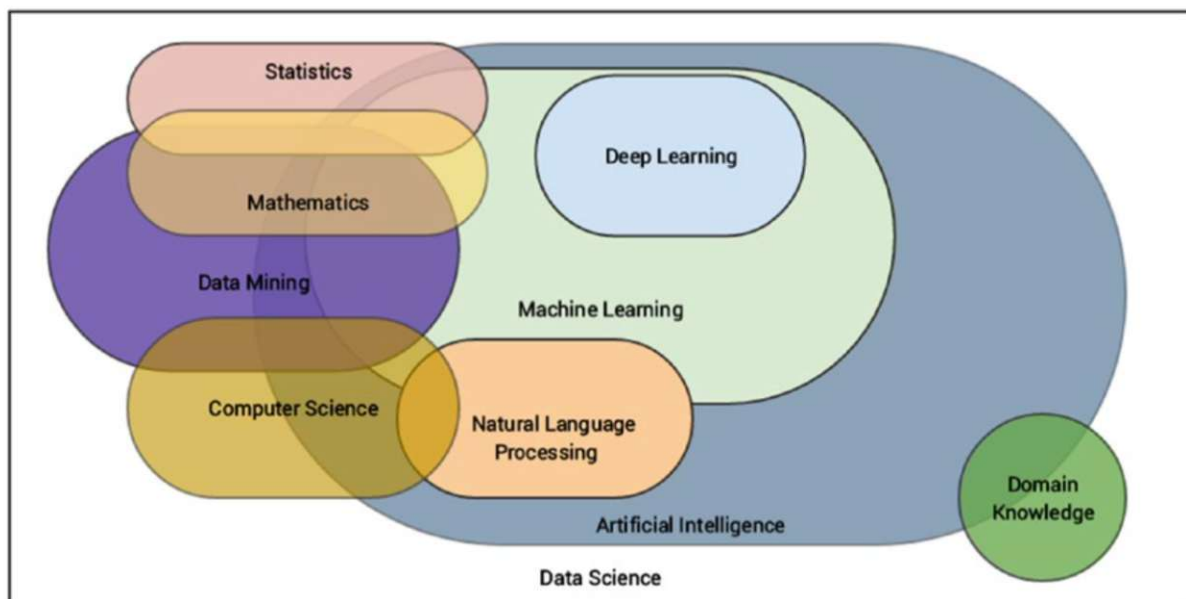 Statistics
Deep Learning
Mathematics
Data Mining
Machine Learning
Computer Science
Natural Language
Processing
Domain
Knowledge
Artificial Intelligence
Data Science